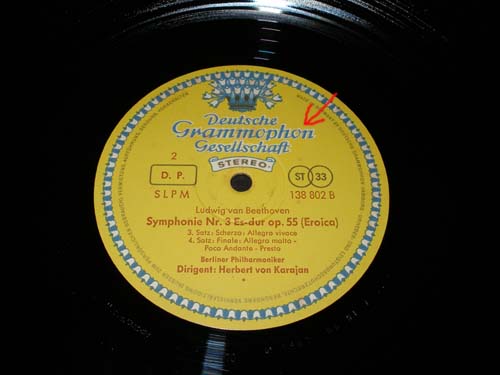 Deutsche
Grammophon
Gesellschaft
STEREO
2
D. P.
SLPM
ST 33
138 802 B
Ludwig van Beethoven
Symphonie Nr. 3 Es-dur op. 55 (Eroica)
3. Satz: Scherzo: Allegro vivace
4. Satz: Finale: Allegro molto -
Poco Andante - Presto
Berliner Philharmoniker
Dirigent: Herbert von Karajan